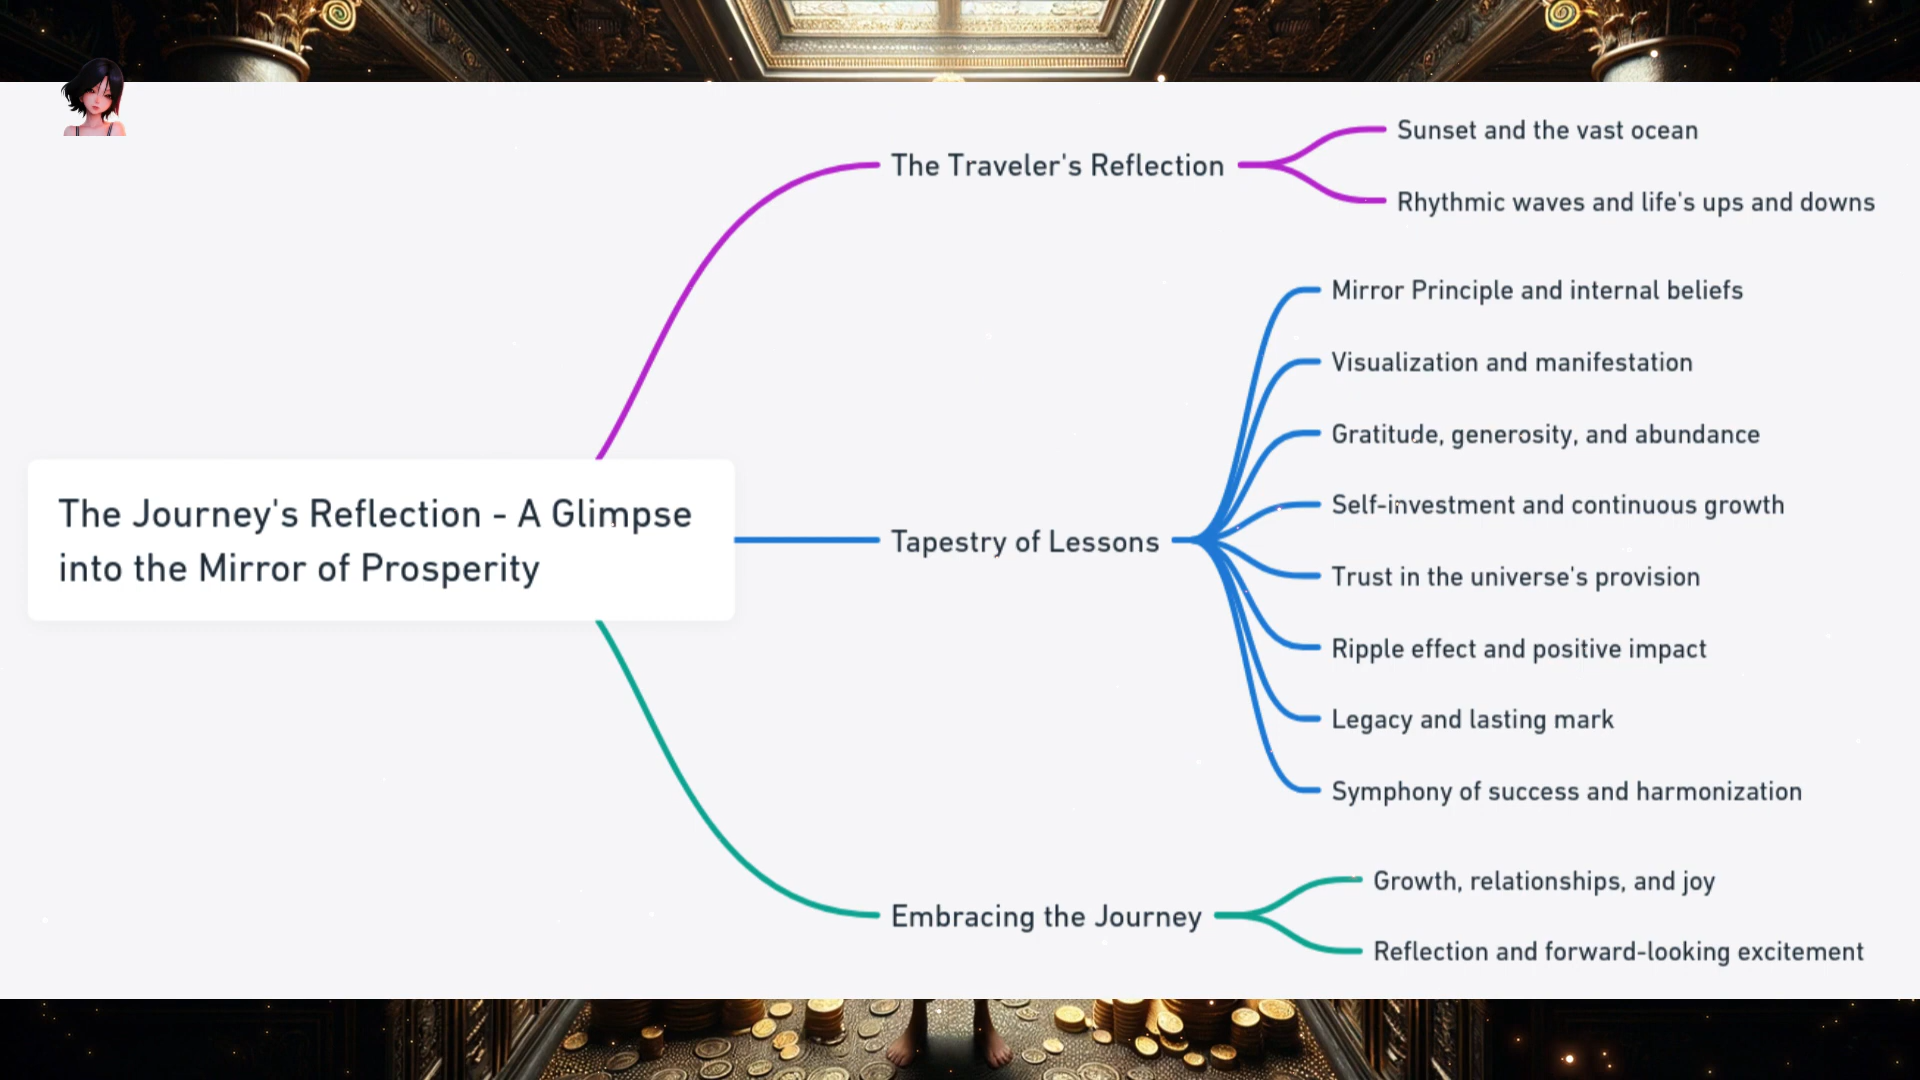 The Journey's Reflection - A Glimpse
into the Mirror of Prosperity
The Traveler's Reflection
Sunset and the vast ocean
Rhythmic waves and life's ups and downs
Tapestry of Lessons
Mirror Principle and internal beliefs
Visualization and manifestation
Gratitude, generosity, and abundance
Self-investment and continuous growth
Trust in the universe's provision
Ripple effect and positive impact
Legacy and lasting mark
Symphony of success and harmonization
Embracing the Journey
Growth, relationships, and joy
Reflection and forward-looking excitement